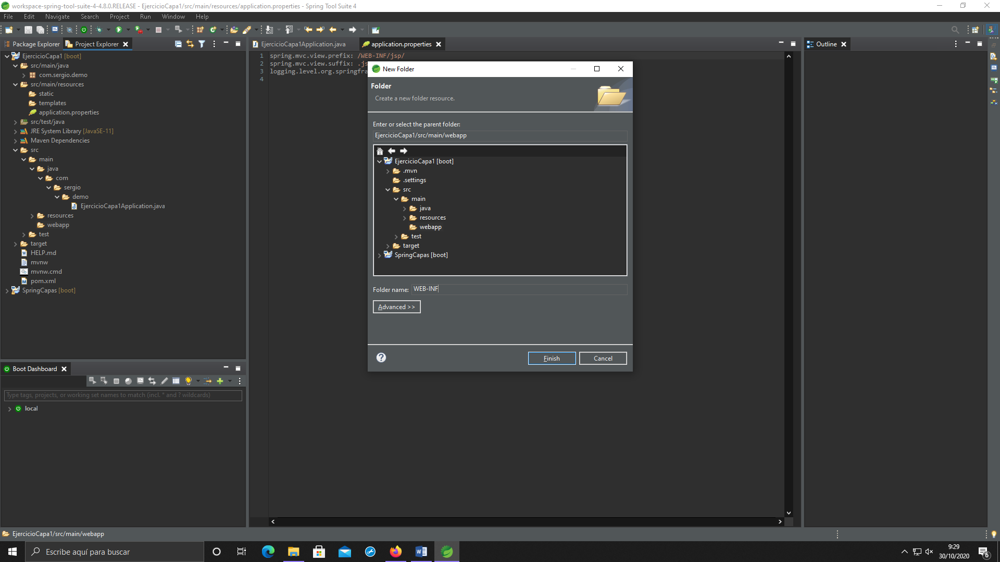 workspace-spring-tool-suite-4-4.8.0.RELEASE - EjercicioCapa1/src/main/resources/application.properties - Spring Tool Suite 4
File Edit Navigate Search Project Run Window Help
Package Explorer Project Explorer
EjercicioCapa1Application.java application.properties
Outline
EjercicioCapa1 [boot]
src/main/java
com.sergio.demo
src/main/resources
static
templates
application.properties
src/test/java
JRE System Library [JavaSE-11]
Maven Dependencies
src
main
java
com
sergio
demo
EjercicioCapa1Application.java
resources
webapp
test
target
HELP.md
mvnw
mvnw.cmd
pom.xml
SpringCapas [boot]
1 spring.mvc.view.prefix: /WEB-INF/jsp/
2 spring.mvc.view.suffix: .js
3 logging.level.org.springfra
4
New Folder
Folder
Create a new folder resource.
Enter or select the parent folder:
EjercicioCapa1/src/main/webapp
EjercicioCapa1 [boot]
.mvn
.settings
src
main
java
resources
webapp
test
target
SpringCapas [boot]
Folder name: WEB-INF
Advanced >>
Finish Cancel
Boot Dashboard
Type tags, projects, or working set names to match (incl. * and ? wildcards)
local
EjercicioCapa1/src/main/webapp
Escribe aquí para buscar
9:29
30/10/2020
6